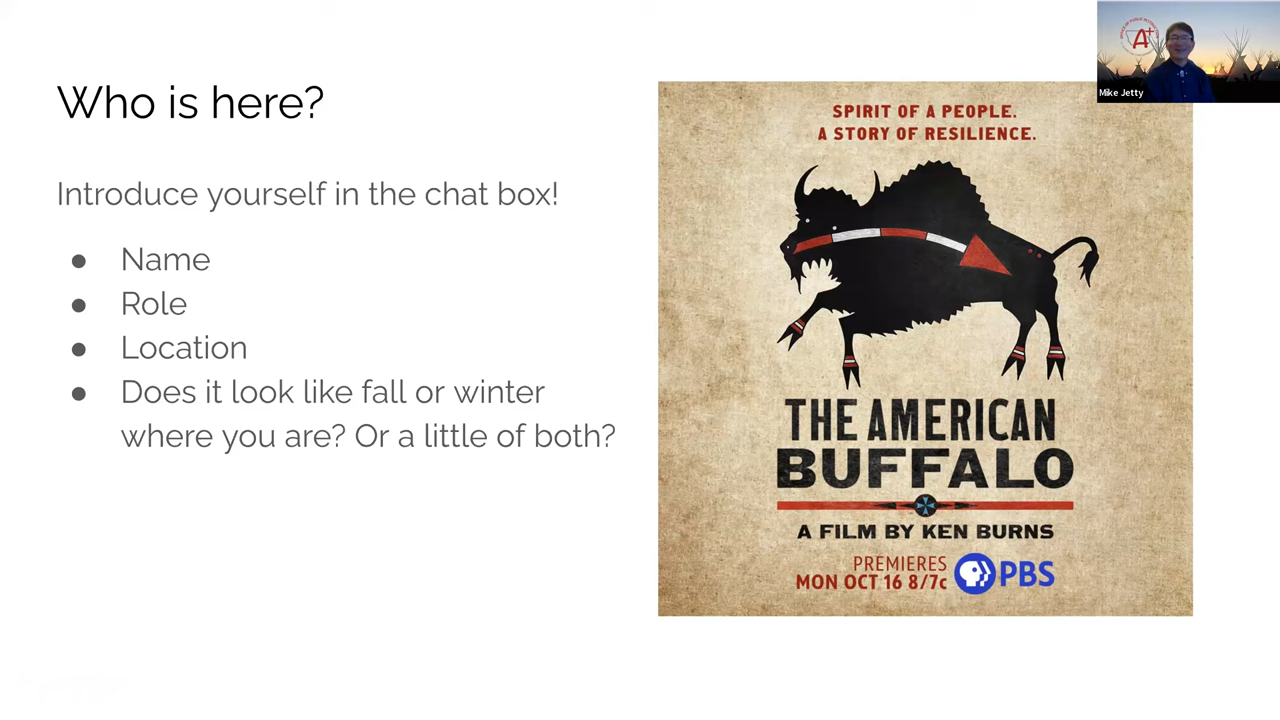 Who is here?
Introduce yourself in the chat box!
● Name
● Role
● Location
● Does it look like fall or winter
where you are? Or a little of both?
SPIRIT OF A PEOPLE.
A STORY OF RESILIENCE.
THE AMERICAN
BUFFALO
A FILM BY KEN BURNS
PREMIERES
MON OCT 16 8/7c
PBS
A+
Mike Jetty